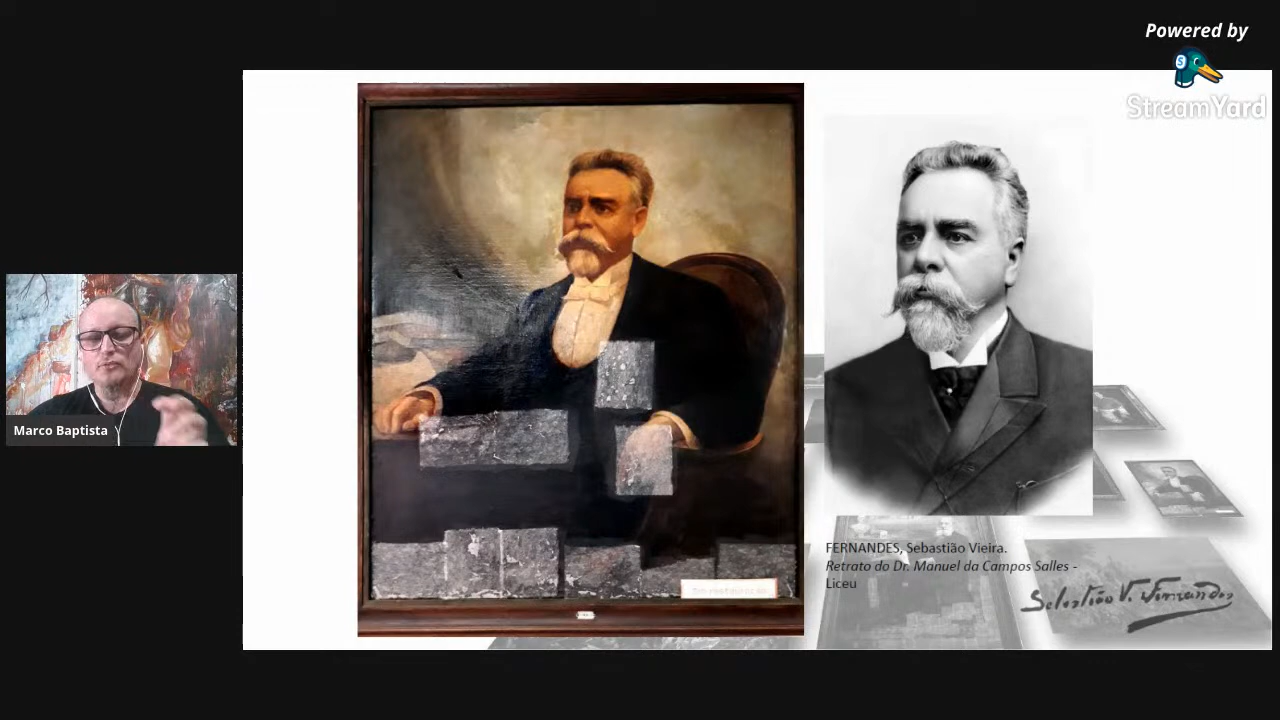 Powered by
StreamYard
Marco Baptista
FERNANDES, Sebastião Vieira.
Retrato do Dr. Manuel da Campos Salles -
Liceu
Sebastião V. Fernandes